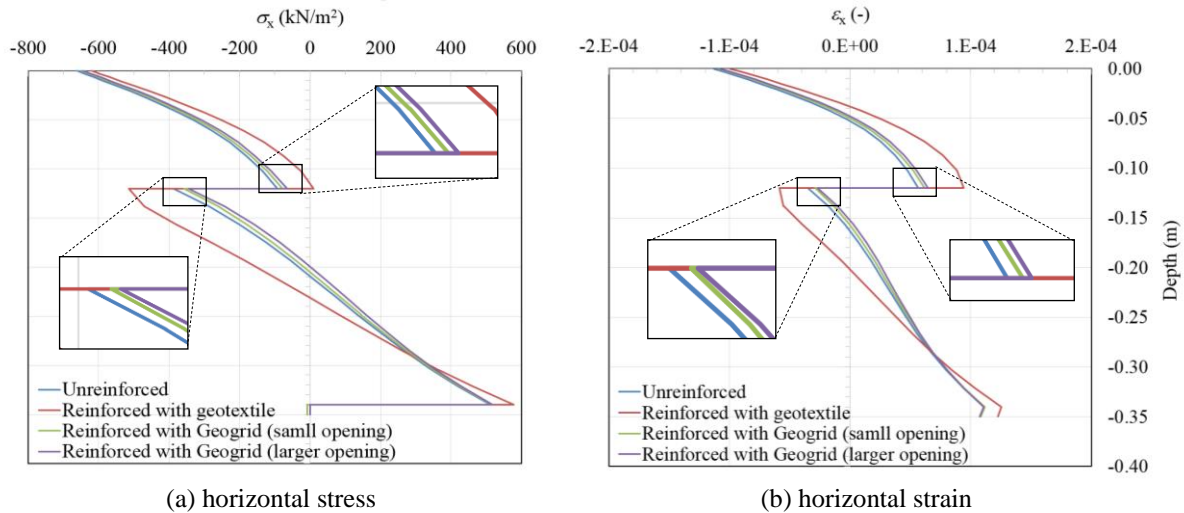 σx (kN/m²)
-800 -600 -400 -200 0 200 400 600
Unreinforced
Reinforced with geotextile
Reinforced with Geogrid (samll opening)
Reinforced with Geogrid (larger opening)
(a) horizontal stress
εx (-)
-2.E-04 -1.E-04 0.E+00 1.E-04 2.E-04
0.00
-0.05
-0.10
-0.15
-0.20
-0.25
-0.30
-0.35
-0.40
Depth (m)
Unreinforced
Reinforced with geotextile
Reinforced with Geogrid (samll opening)
Reinforced with Geogrid (larger opening)
(b) horizontal strain